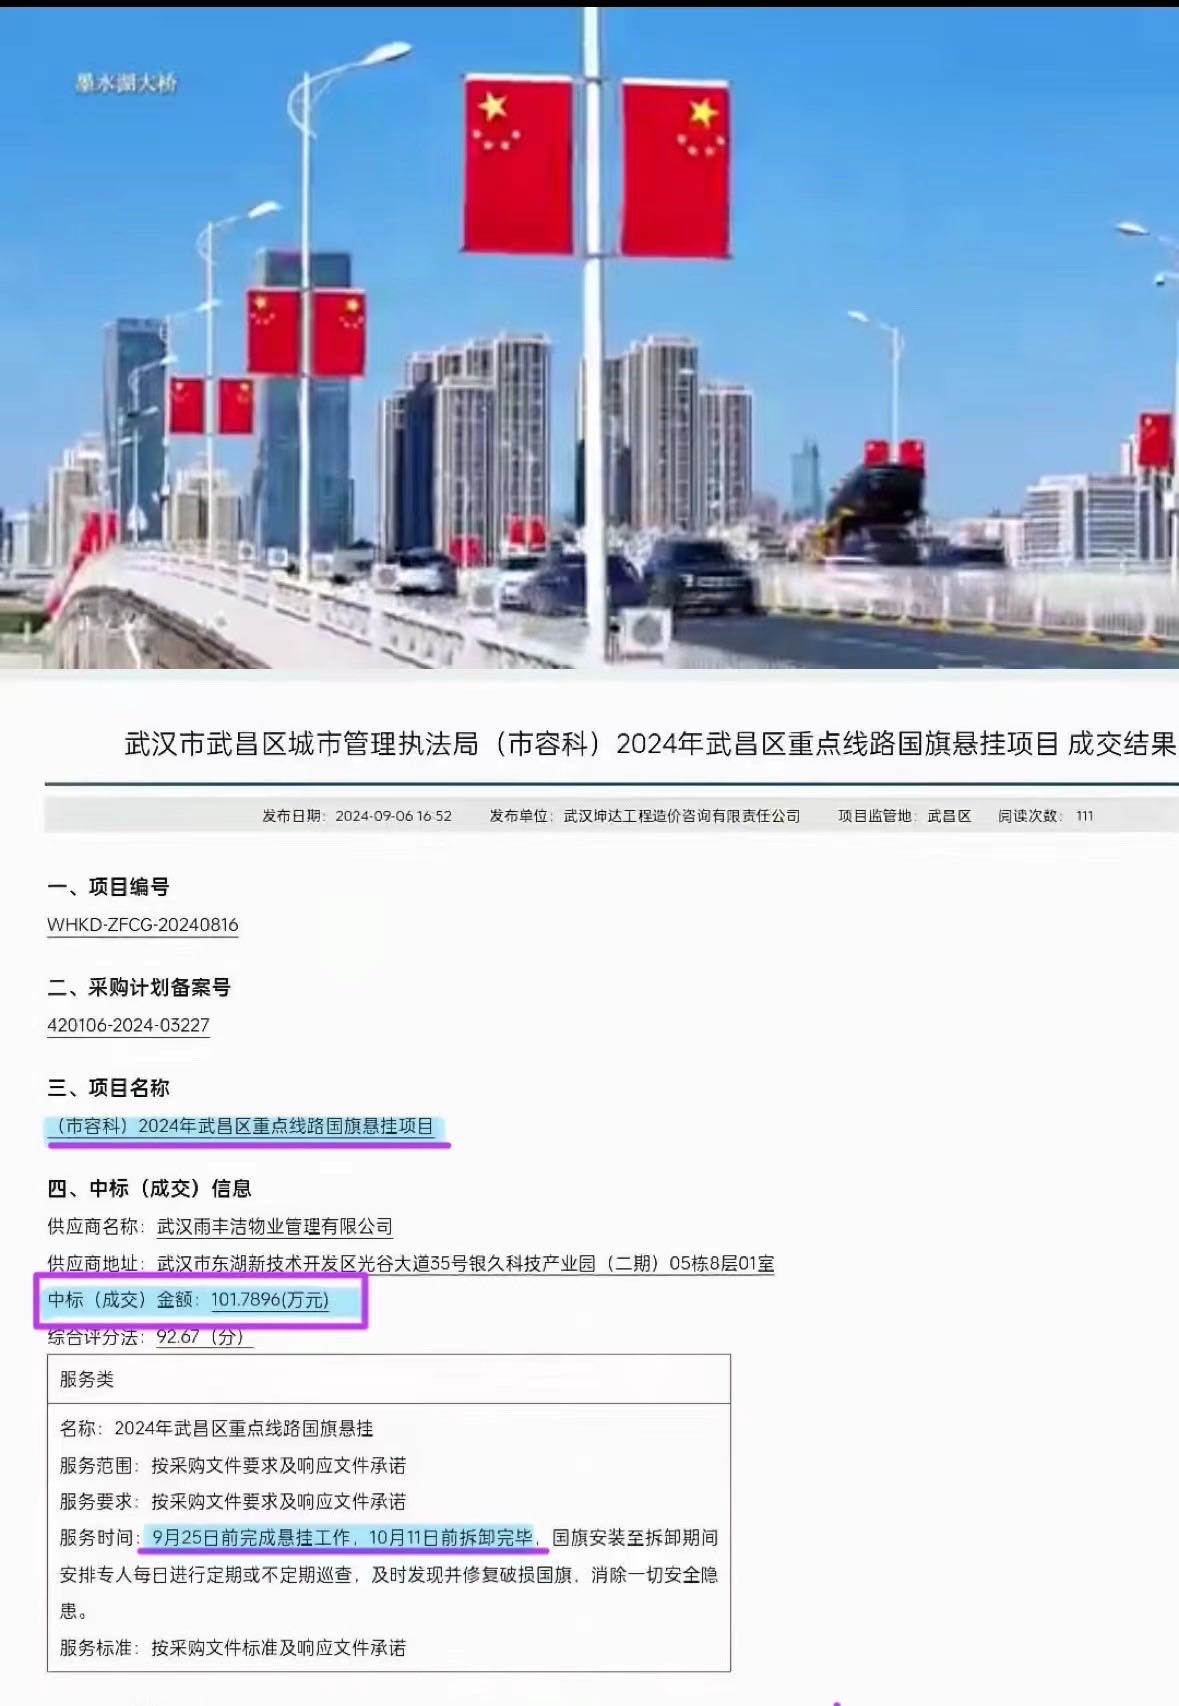 墨水湖大桥
武汉市武昌区城市管理执法局（市容科）2024年武昌区重点线路国旗悬挂项目 成交结果
发布日期: 2024-09-06 16:52 发布单位: 武汉坤达工程造价咨询有限责任公司 项目监管地: 武昌区 阅读次数: 111
一、项目编号
WHKD-ZFCG-20240816
二、采购计划备案号
420106-2024-03227
三、项目名称
（市容科）2024年武昌区重点线路国旗悬挂项目
四、中标（成交）信息
供应商名称: 武汉雨丰洁物业管理有限公司
供应商地址: 武汉市东湖新技术开发区光谷大道35号银久科技产业园（二期）05栋8层01室
中标（成交）金额: 101.7896(万元)
综合评分法: 92.67（分）
服务类
名称: 2024年武昌区重点线路国旗悬挂
服务范围: 按采购文件要求及响应文件承诺
服务要求: 按采购文件要求及响应文件承诺
服务时间: 9月25日前完成悬挂工作，10月11日前拆卸完毕，国旗安装至拆卸期间
安排专人每日进行定期或不定期巡查，及时发现并修复破损国旗，消除一切安全隐
患。
服务标准: 按采购文件标准及响应文件承诺